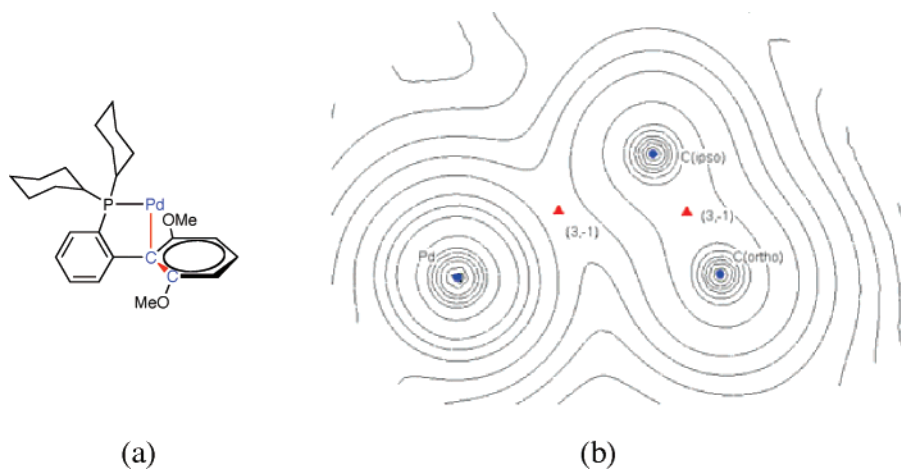 P
Pd
OMe
C
C
MeO
(a)
Pd
C(ipso)
(3,-1)
(3,-1)
C(ortho)
(b)